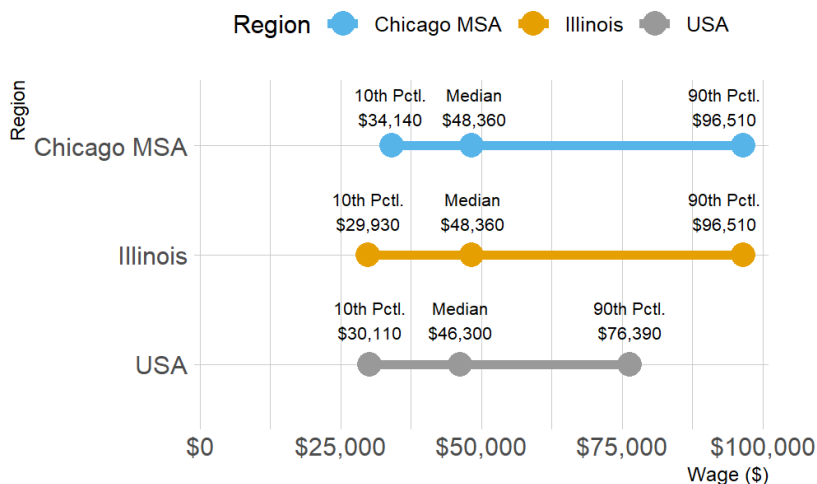 Region Chicago MSA Illinois USA
Region
10th Pctl. Median 90th Pctl.
$34,140 $48,360 $96,510
Chicago MSA
10th Pctl. Median 90th Pctl.
$29,930 $48,360 $96,510
Illinois
10th Pctl. Median 90th Pctl.
$30,110 $46,300 $76,390
USA
$0 $25,000 $50,000 $75,000 $100,000
Wage ($)